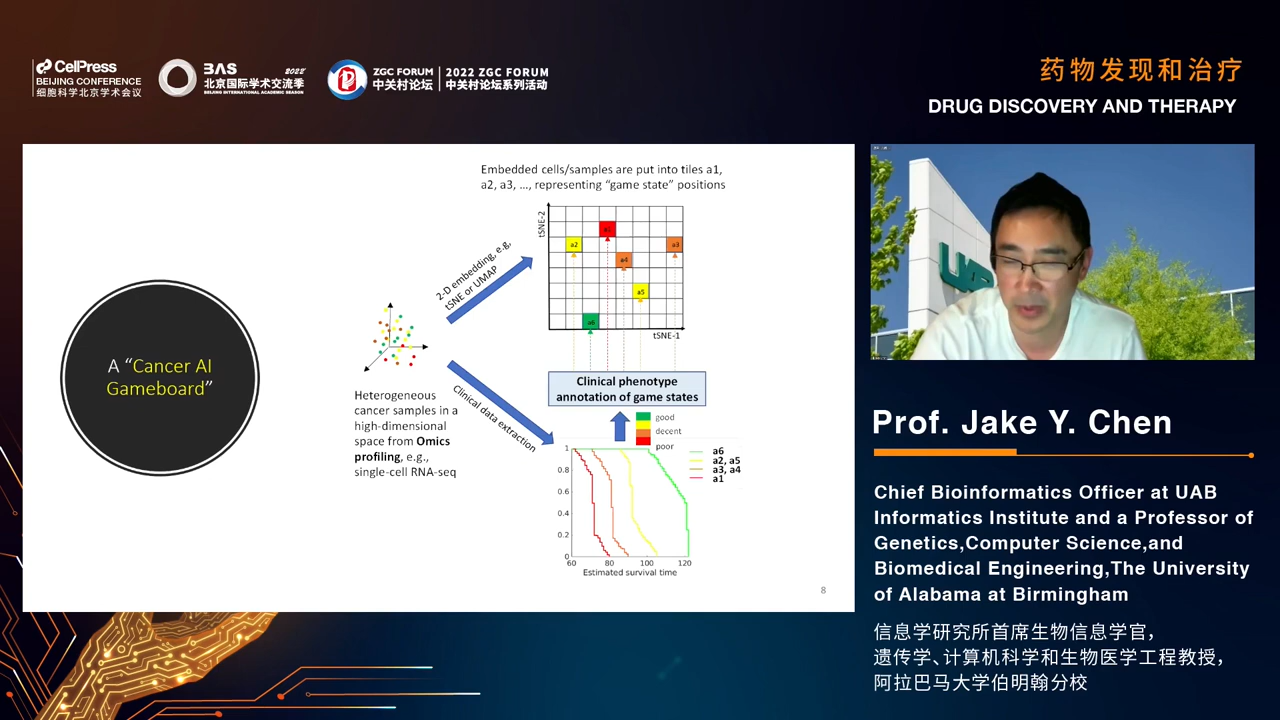 CelPress
BEIJING CONFERENCE
细胞科学北京学术会议
BAS 2022
北京国际学术交流季
BEIJING INTERNATIONAL ACADEMIC SEASON
ZGC FORUM
中关村论坛
2022 ZGC FORUM
中关村论坛系列活动
药物发现和治疗
DRUG DISCOVERY AND THERAPY
Embedded cells/samples are put into tiles a1,
a2, a3, ..., representing “game state” positions
A “Cancer AI
Gameboard”
2-D embedding, e.g,
tSNE or UMAP
tSNE-2
a1
a2
a3
a4
a5
a6
tSNE-1
Heterogeneous
cancer samples in a
high-dimensional
space from Omics
profiling, e.g.,
single-cell RNA-seq
Clinical data extraction
Clinical phenotype
annotation of game states
good
decent
poor
a6
a2, a5
a3, a4
a1
1
0.8
0.6
0.4
0.2
0
60 80 100 120
Estimated survival time
8
UAB
Prof. Jake Y. Chen
Chief Bioinformatics Officer at UAB
Informatics Institute and a Professor of
Genetics,Computer Science,and
Biomedical Engineering,The University
of Alabama at Birmingham
信息学研究所首席生物信息学官，
遗传学、计算机科学和生物医学工程教授，
阿拉巴马大学伯明翰分校